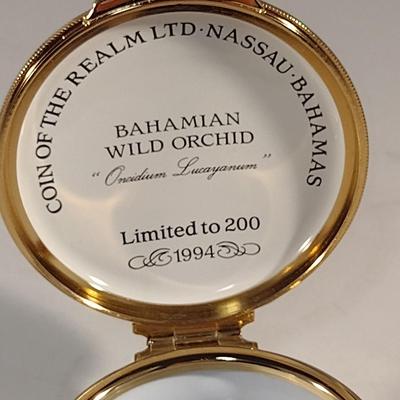 COIN OF THE REALM LTD · NASSAU · BAHAMAS
BAHAMIAN
WILD ORCHID
"Oncidium Lucayanum"
Limited to 200
1994